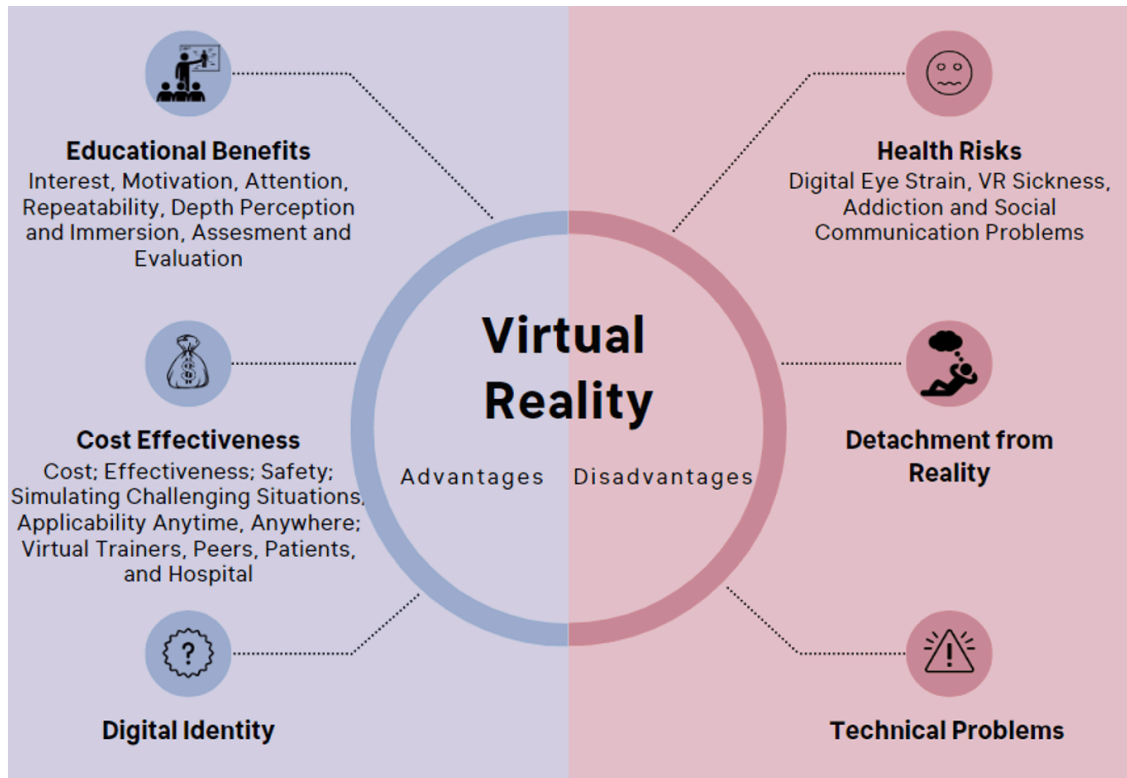 Educational Benefits
Interest, Motivation, Attention,
Repeatability, Depth Perception
and Immersion, Assesment and
Evaluation
Cost Effectiveness
Cost; Effectiveness; Safety;
Simulating Challenging Situations,
Applicability Anytime, Anywhere;
Virtual Trainers, Peers, Patients,
and Hospital
?
Digital Identity
Virtual
Reality
Advantages
Disadvantages
Health Risks
Digital Eye Strain, VR Sickness,
Addiction and Social
Communication Problems
Detachment from
Reality
!
Technical Problems